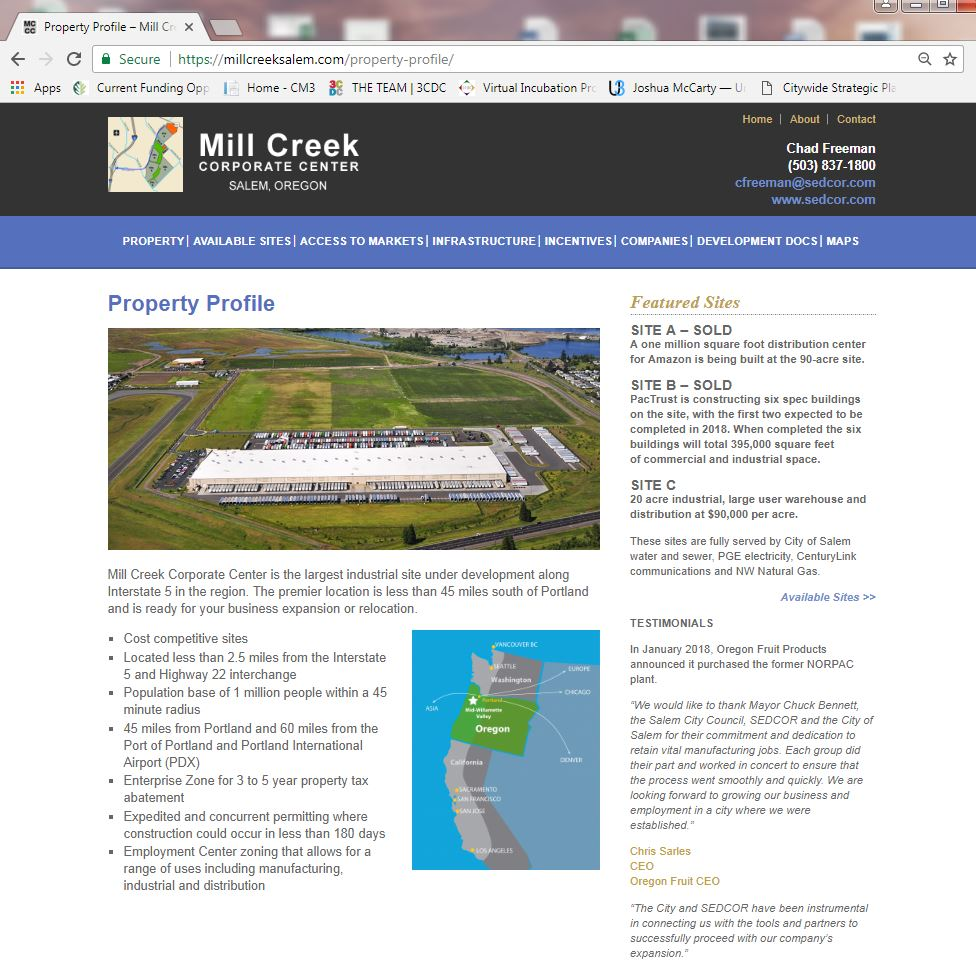 Property Profile – Mill Cr
Secure
https://millcreeksalem.com/property-profile/
Apps
Current Funding Opp
Home - CM3
THE TEAM | 3CDC
Virtual Incubation Pro
Joshua McCarty — U
Citywide Strategic Pla
Home | About | Contact
Mill Creek
CORPORATE CENTER
SALEM, OREGON
Chad Freeman
(503) 837-1800
cfreeman@sedcor.com
www.sedcor.com
PROPERTY | AVAILABLE SITES | ACCESS TO MARKETS | INFRASTRUCTURE | INCENTIVES | COMPANIES | DEVELOPMENT DOCS | MAPS
Property Profile
Mill Creek Corporate Center is the largest industrial site under development along
Interstate 5 in the region. The premier location is less than 45 miles south of Portland
and is ready for your business expansion or relocation.
Cost competitive sites
Located less than 2.5 miles from the Interstate
5 and Highway 22 interchange
Population base of 1 million people within a 45
minute radius
45 miles from Portland and 60 miles from the
Port of Portland and Portland International
Airport (PDX)
Enterprise Zone for 3 to 5 year property tax
abatement
Expedited and concurrent permitting where
construction could occur in less than 180 days
Employment Center zoning that allows for a
range of uses including manufacturing,
industrial and distribution
VANCOUVER BC
SEATTLE
Washington
EUROPE
CHICAGO
Portland
ASIA
Mid-Willamette
Valley
Oregon
DENVER
California
SACRAMENTO
SAN FRANCISCO
SAN JOSE
LOS ANGELES
Featured Sites
SITE A – SOLD
A one million square foot distribution center
for Amazon is being built at the 90-acre site.
SITE B – SOLD
PacTrust is constructing six spec buildings
on the site, with the first two expected to be
completed in 2018. When completed the six
buildings will total 395,000 square feet
of commercial and industrial space.
SITE C
20 acre industrial, large user warehouse and
distribution at $90,000 per acre.
These sites are fully served by City of Salem
water and sewer, PGE electricity, CenturyLink
communications and NW Natural Gas.
Available Sites >>
TESTIMONIALS
In January 2018, Oregon Fruit Products
announced it purchased the former NORPAC
plant.
“We would like to thank Mayor Chuck Bennett,
the Salem City Council, SEDCOR and the City of
Salem for their commitment and dedication to
retain vital manufacturing jobs. Each group did
their part and worked in concert to ensure that
the process went smoothly and quickly. We are
looking forward to growing our business and
employment in a city where we were
established.”
Chris Sarles
CEO
Oregon Fruit CEO
“The City and SEDCOR have been instrumental
in connecting us with the tools and partners to
successfully proceed with our company’s
expansion.”